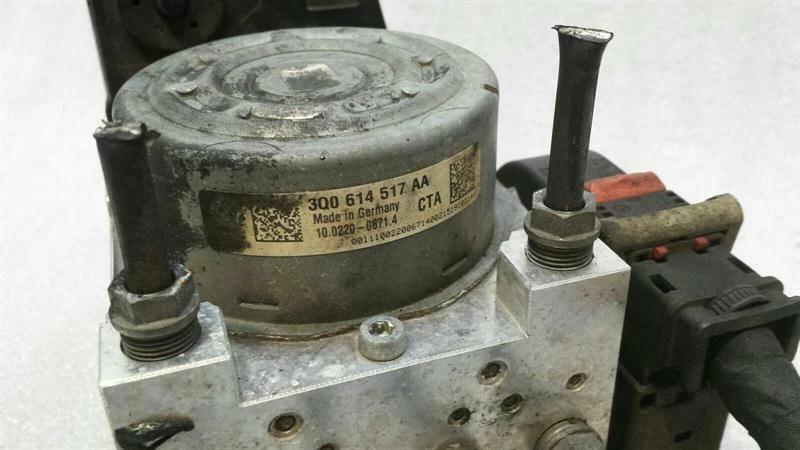 3Q0 614 517 AA
Made in Germany
CTA
10.0220-0671.4